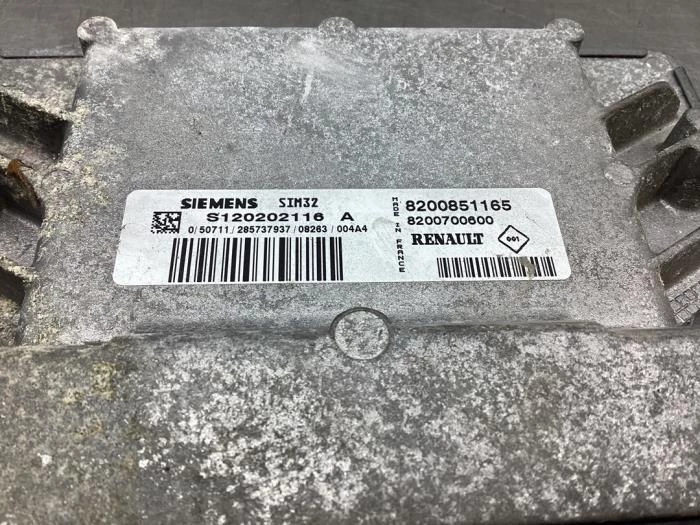 SIEMENS SIM32
S120202116 A
0/50711/285737937/08263/004A4
MADE IN FRANCE
8200851165
8200700600
RENAULT 001